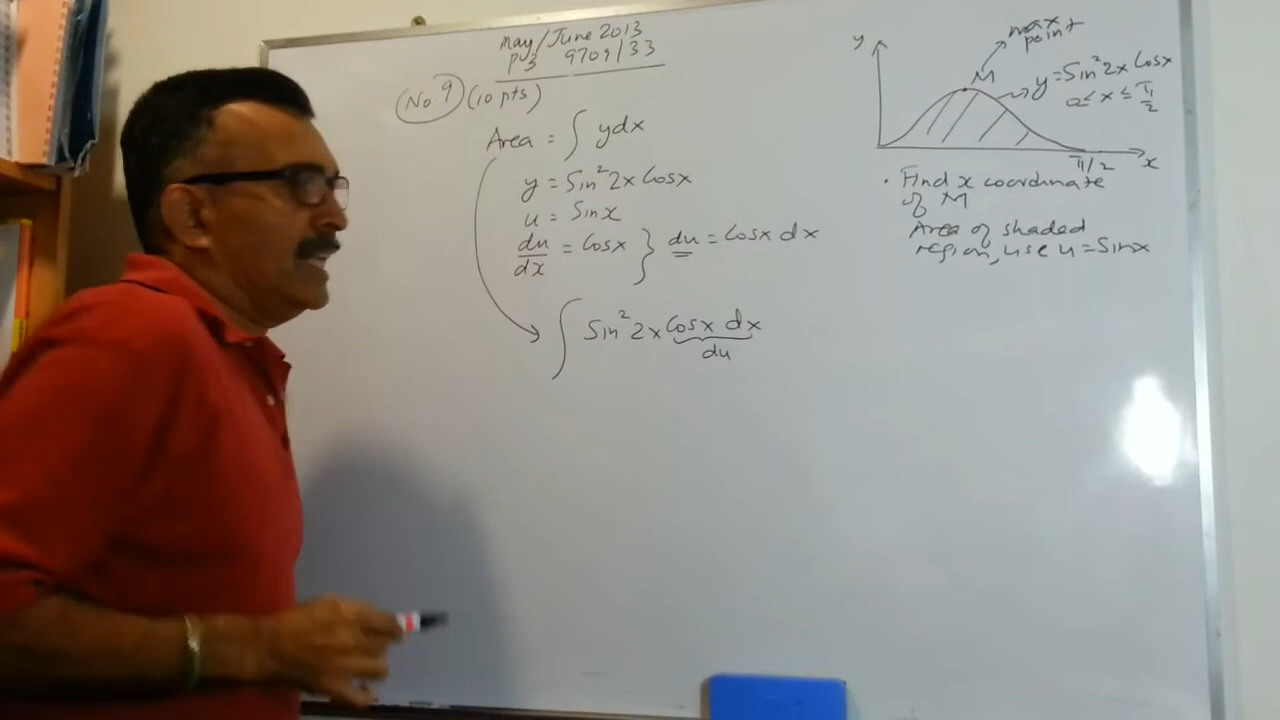 May/June 2013
P3 9709/33
No. 9 (10 pts)
Area = ∫ ydx
y = Sin²2x Cosx
u = Sinx
du/dx = Cosx } du = Cosx dx
∫ Sin²2x Cosx dx
du
y
max point
M
y = Sin²2x Cosx
0 ≤ x ≤ π/2
π/2
x
• Find x coordinate
of M
Area of shaded
region, use u = Sinx